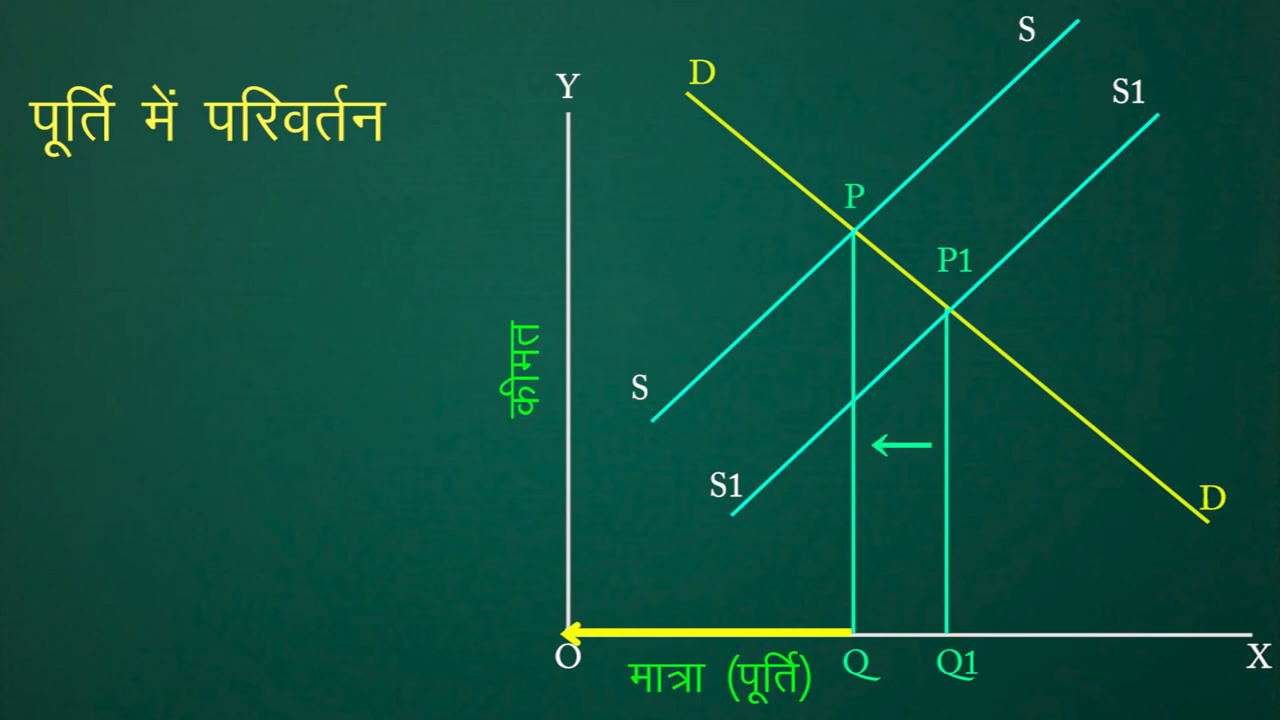 पूर्ति में परिवर्तन
Y
D
S
S1
P
P1
कीमत
S
S1
D
O
मात्रा (पूर्ति)
Q
Q1
X